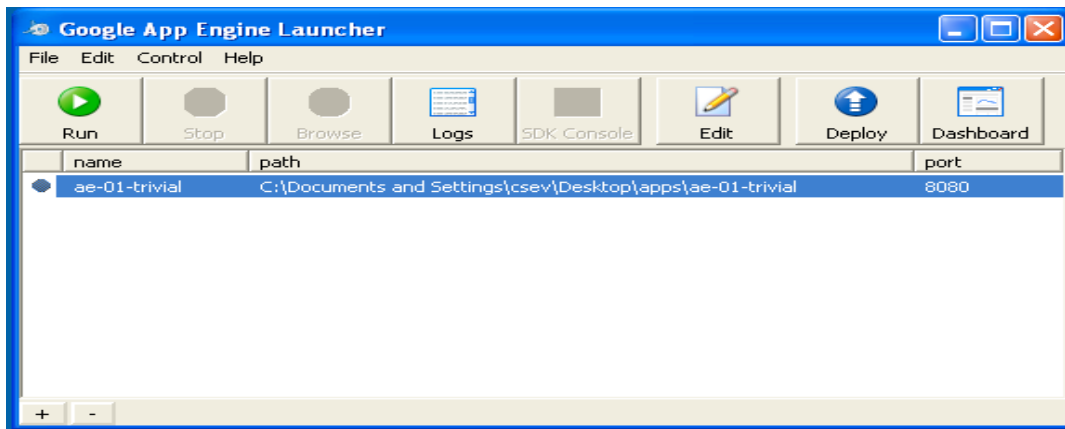 Google App Engine Launcher
File Edit Control Help
Run Stop Browse Logs SDK Console Edit Deploy Dashboard
name path port
ae-01-trivial C:\Documents and Settings\csev\Desktop\apps\ae-01-trivial 8080
+ -